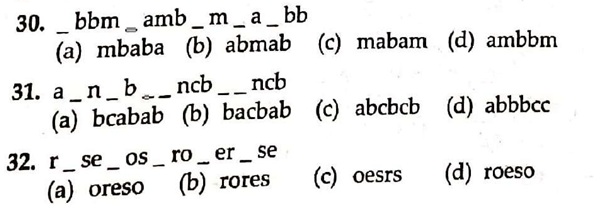 30. _ bbm _ amb _ m _ a _ bb
(a) mbaba (b) abmab (c) mabam (d) ambbm
31. a _ n _ b _ _ ncb _ _ ncb
(a) bcabab (b) bacbab (c) abcbcb (d) abbbcc
32. r _ se _ os _ ro _ er _ se
(a) oreso (b) rores (c) oesrs (d) roeso